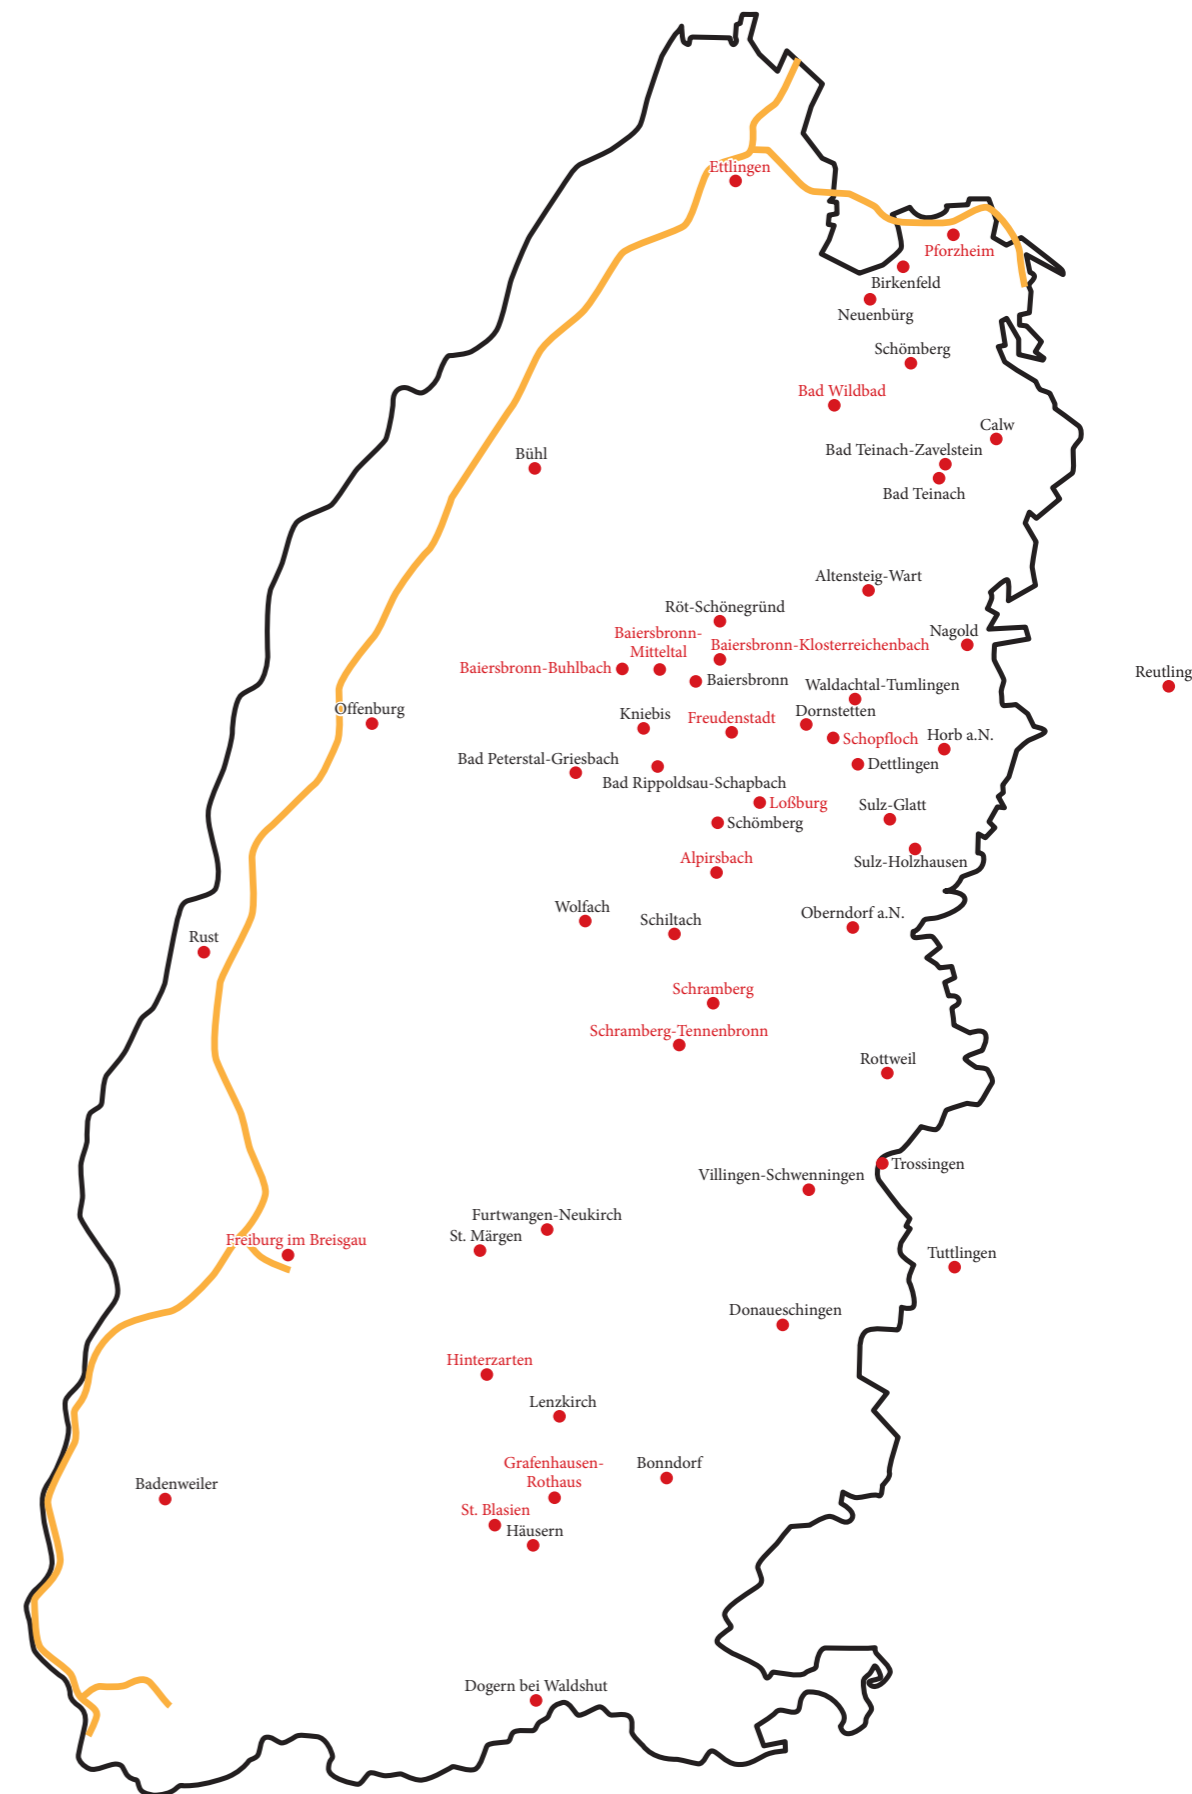 Ettlingen
Pforzheim
Birkenfeld
Neuenbürg
Schömberg
Bad Wildbad
Calw
Bad Teinach-Zavelstein
Bühl
Bad Teinach
Altensteig-Wart
Röt-Schönegründ
Baiersbronn-
Mitteltal
Baiersbronn-Klosterreichenbach
Nagold
Baiersbronn-Buhlbach
Baiersbronn
Reutling
Waldachtal-Tumlingen
Offenburg
Kniebis
Freudenstadt
Dornstetten
Schopfloch
Horb a.N.
Bad Peterstal-Griesbach
Dettlingen
Bad Rippoldsau-Schapbach
Loßburg
Sulz-Glatt
Schömberg
Alpirsbach
Sulz-Holzhausen
Wolfach
Schiltach
Oberndorf a.N.
Rust
Schramberg
Schramberg-Tennenbronn
Rottweil
Trossingen
Villingen-Schwenningen
Furtwangen-Neukirch
St. Märgen
Freiburg im Breisgau
Tuttlingen
Donaueschingen
Hinterzarten
Lenzkirch
Grafenhausen-
Rothaus
Bonndorf
Badenweiler
St. Blasien
Häusern
Dogern bei Waldshut